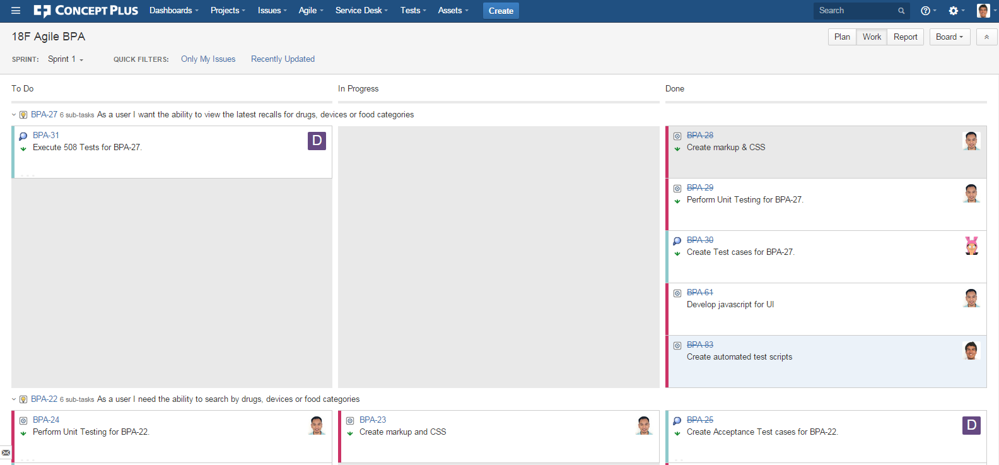 CONCEPT PLUS Dashboards Projects Issues Agile Service Desk Tests Assets Create Search
18F Agile BPA
Plan Work Report Board
SPRINT: Sprint 1 QUICK FILTERS: Only My Issues Recently Updated
To Do In Progress Done
BPA-27 6 sub-tasks As a user I want the ability to view the latest recalls for drugs, devices or food categories
BPA-31
Execute 508 Tests for BPA-27.
D
BPA-28
Create markup & CSS
BPA-29
Perform Unit Testing for BPA-27.
BPA-30
Create Test cases for BPA-27.
BPA-61
Develop javascript for UI
BPA-83
Create automated test scripts
BPA-22 6 sub-tasks As a user I need the ability to search by drugs, devices or food categories
BPA-24
Perform Unit Testing for BPA-22.
BPA-23
Create markup and CSS
BPA-25
Create Acceptance Test cases for BPA-22.
D